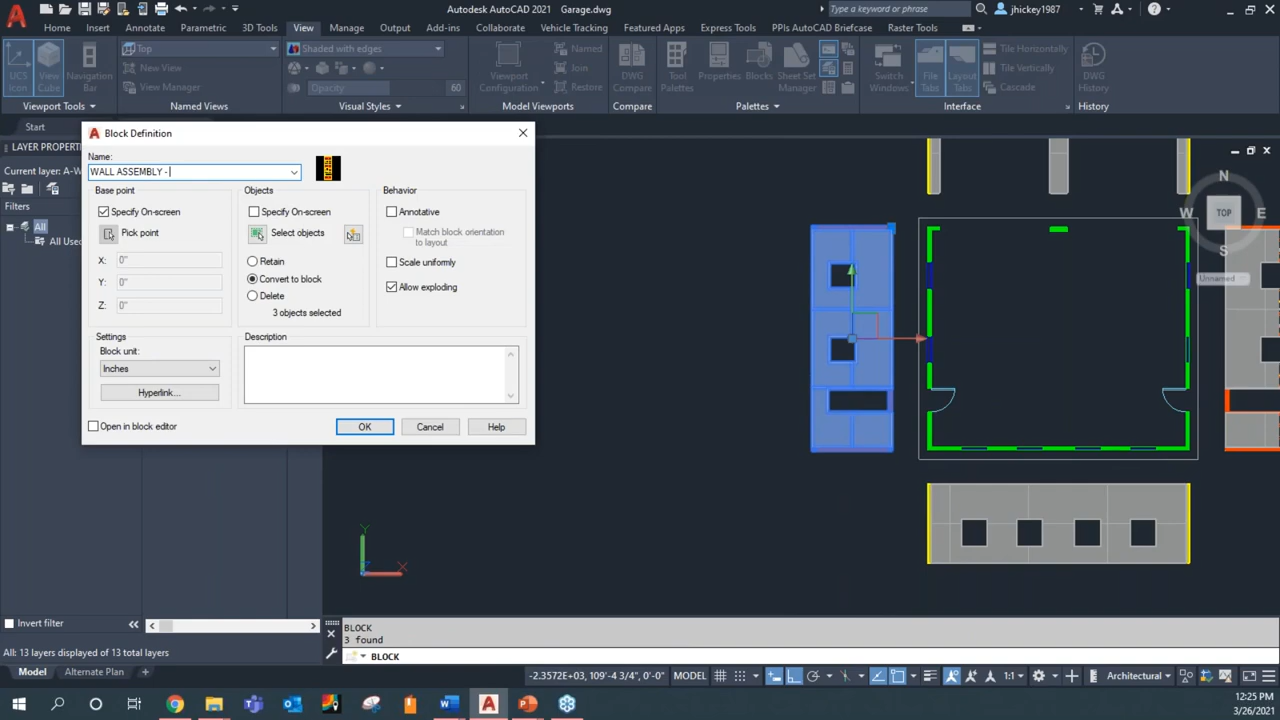 Autodesk AutoCAD 2021 Garage.dwg
Type a keyword or phrase
jhickey1987
Home Insert Annotate Parametric 3D Tools View Manage Output Add-ins Collaborate Vehicle Tracking Featured Apps Express Tools PPIs AutoCAD Briefcase Raster Tools
UCS Icon
View Cube
Navigation Bar
Viewport Tools
Top
New View
View Manager
Named Views
Shaded with edges
Opacity 60
Visual Styles
Viewport Configuration
Named
Join
Restore
Model Viewports
DWG Compare
Compare
Tool Palettes
Properties
Blocks
Sheet Set Manager
Palettes
Switch Windows
File Tabs
Layout Tabs
Tile Horizontally
Tile Vertically
Cascade
Interface
DWG History
History
Start
LAYER PROPERTIE
Current layer: A-W
Filters
All
All Used
Block Definition
Name:
WALL ASSEMBLY -
Base point
Specify On-screen
Pick point
X: 0"
Y: 0"
Z: 0"
Objects
Specify On-screen
Select objects
Retain
Convert to block
Delete
3 objects selected
Behavior
Annotative
Match block orientation
to layout
Scale uniformly
Allow exploding
Settings
Block unit:
Inches
Hyperlink...
Description
Open in block editor
OK Cancel Help
N
W TOP E
S
Unnamed
Y
X
Invert filter
All: 13 layers displayed of 13 total layers
BLOCK
3 found
BLOCK
Model Alternate Plan
-2.3572E+03, 109'-4 3/4", 0'-0" MODEL 1:1 Architectural
12:25 PM
3/26/2021